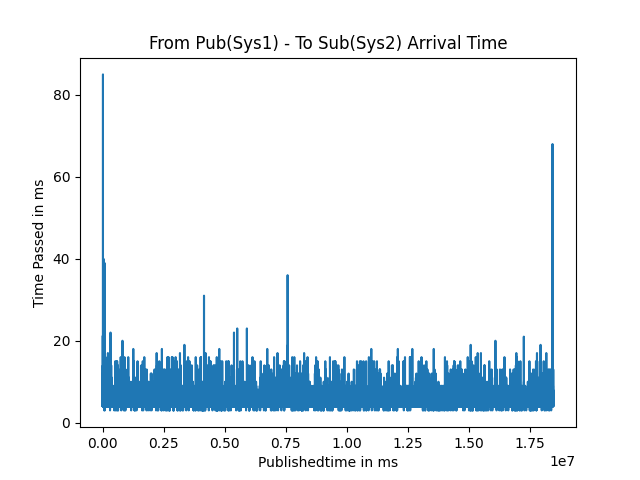 From Pub(Sys1) - To Sub(Sys2) Arrival Time
Time Passed in ms
80
60
40
20
0
0.00 0.25 0.50 0.75 1.00 1.25 1.50 1.75
1e7
Publishedtime in ms